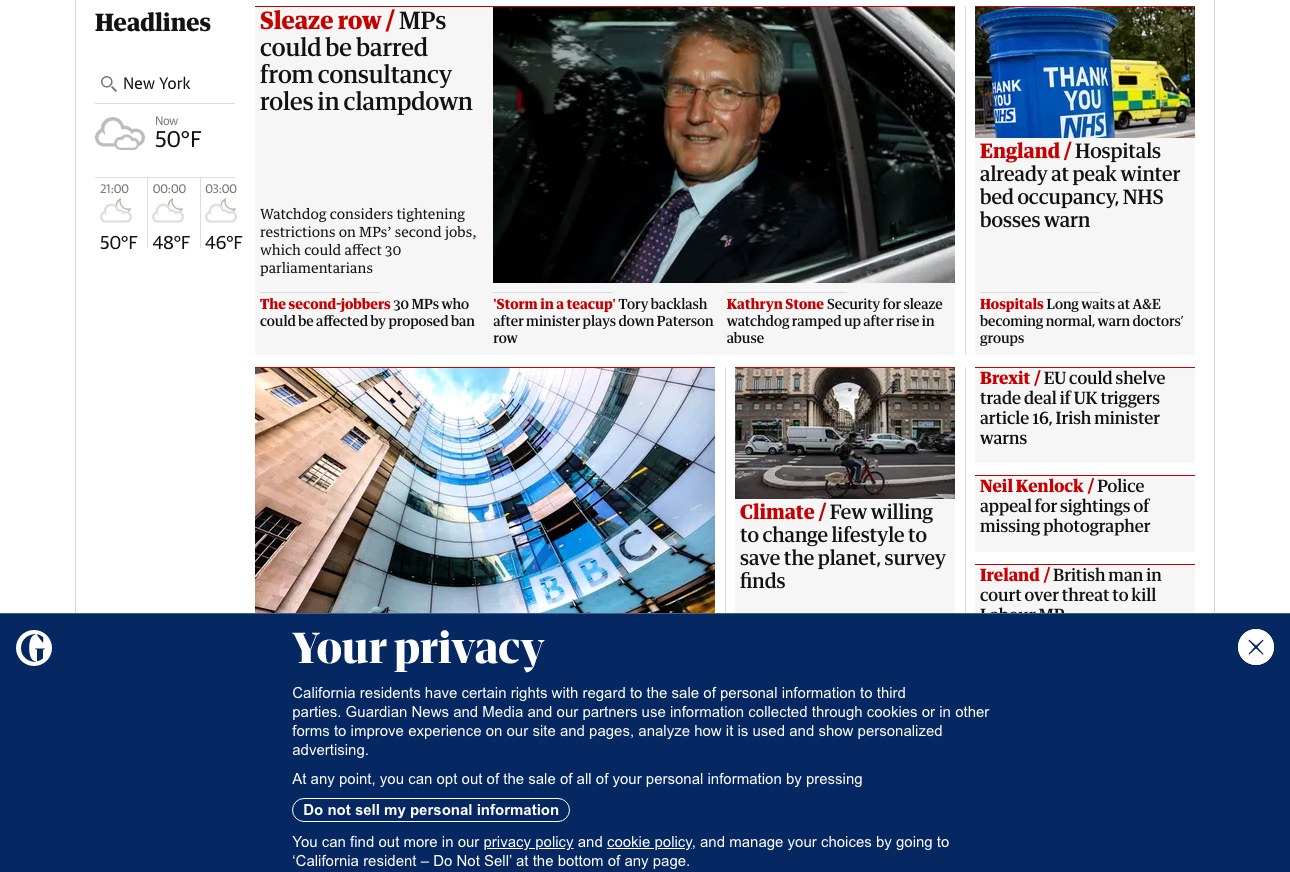 Headlines
New York
Now
50°F
21:00
00:00
03:00
50°F
48°F
46°F
Sleaze row / MPs
could be barred
from consultancy
roles in clampdown
Watchdog considers tightening
restrictions on MPs’ second jobs,
which could affect 30
parliamentarians
The second-jobbers 30 MPs who
could be affected by proposed ban
'Storm in a teacup' Tory backlash
after minister plays down Paterson
row
Kathryn Stone Security for sleaze
watchdog ramped up after rise in
abuse
THANK
YOU
NHS
THANK
YOU
NHS
England / Hospitals
already at peak winter
bed occupancy, NHS
bosses warn
Hospitals Long waits at A&E
becoming normal, warn doctors’
groups
BBC
Climate / Few willing
to change lifestyle to
save the planet, survey
finds
Brexit / EU could shelve
trade deal if UK triggers
article 16, Irish minister
warns
Neil Kenlock / Police
appeal for sightings of
missing photographer
Ireland / British man in
court over threat to kill
Labour MP
G
Your privacy
California residents have certain rights with regard to the sale of personal information to third
parties. Guardian News and Media and our partners use information collected through cookies or in other
forms to improve experience on our site and pages, analyze how it is used and show personalized
advertising.
At any point, you can opt out of the sale of all of your personal information by pressing
Do not sell my personal information
You can find out more in our privacy policy and cookie policy, and manage your choices by going to
‘California resident – Do Not Sell’ at the bottom of any page.